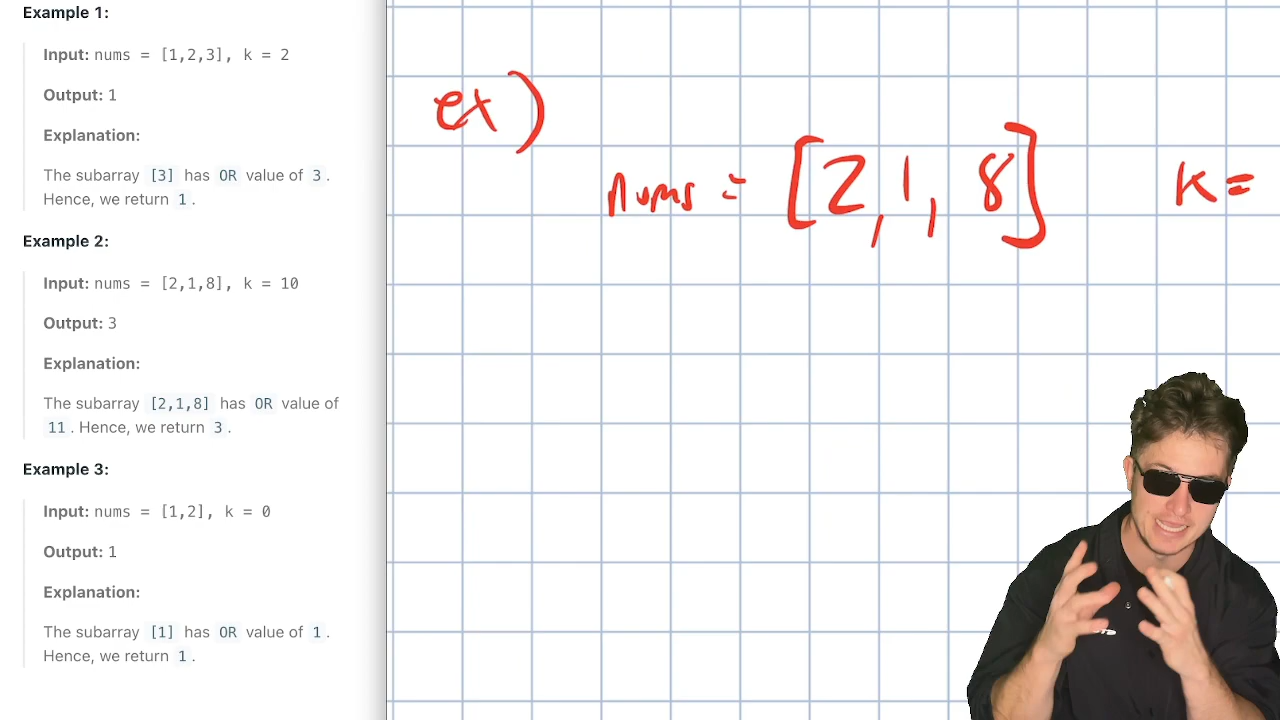 Example 1:
Input: nums = [1,2,3], k = 2
Output: 1
Explanation:
The subarray [3] has OR value of 3.
Hence, we return 1.
Example 2:
Input: nums = [2,1,8], k = 10
Output: 3
Explanation:
The subarray [2,1,8] has OR value of
11. Hence, we return 3.
Example 3:
Input: nums = [1,2], k = 0
Output: 1
Explanation:
The subarray [1] has OR value of 1.
Hence, we return 1.
ex)
nums = [2,1,8] k=